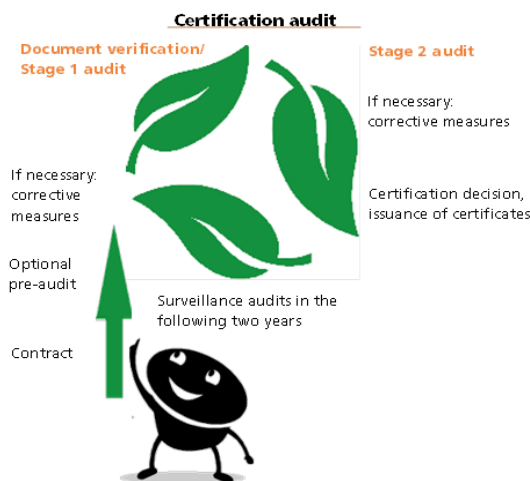 Certification audit
Document verification/
Stage 1 audit
Stage 2 audit
If necessary:
corrective measures
If necessary:
corrective
measures
Certification decision,
issuance of certificates
Optional
pre-audit
Surveillance audits in the
following two years
Contract